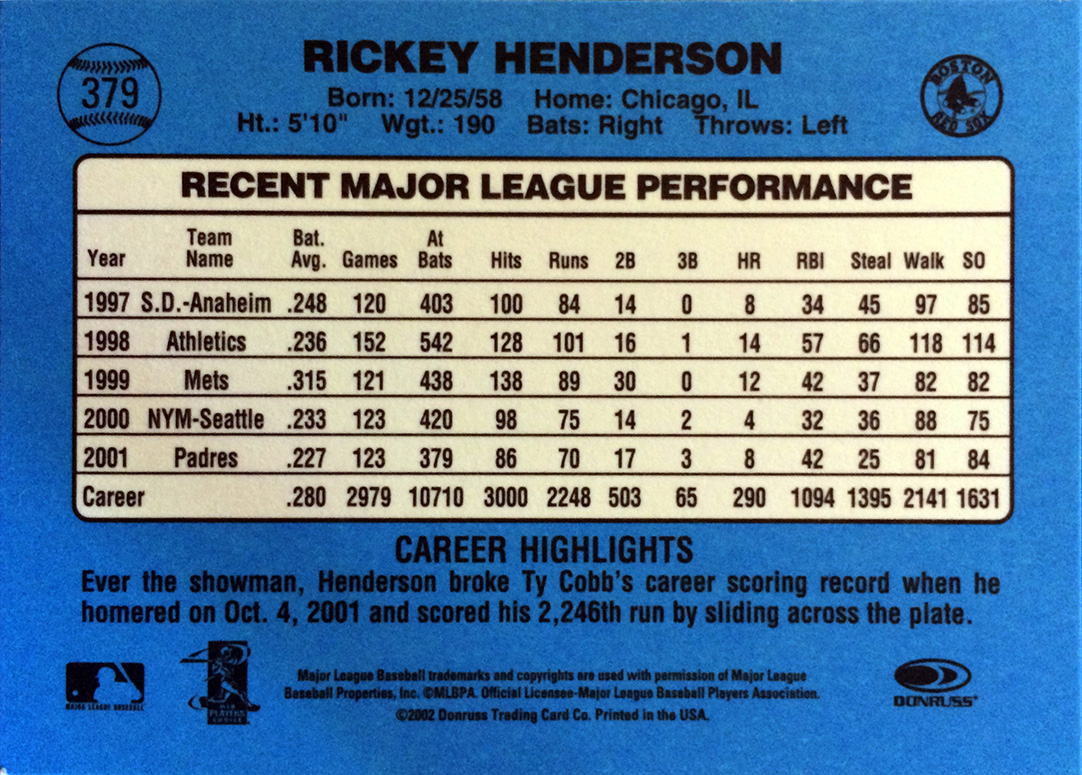 RICKEY HENDERSON
379
BOSTON
RED SOX
Born: 12/25/58 Home: Chicago, IL
Ht.: 5'10" Wgt.: 190 Bats: Right Throws: Left
RECENT MAJOR LEAGUE PERFORMANCE
Year Team Name Bat. Avg. Games At Bats Hits Runs 2B 3B HR RBI Steal Walk SO
1997 S.D.-Anaheim .248 120 403 100 84 14 0 8 34 45 97 85
1998 Athletics .236 152 542 128 101 16 1 14 57 66 118 114
1999 Mets .315 121 438 138 89 30 0 12 42 37 82 82
2000 NYM-Seattle .233 123 420 98 75 14 2 4 32 36 88 75
2001 Padres .227 123 379 86 70 17 3 8 42 25 81 84
Career .280 2979 10710 3000 2248 503 65 290 1094 1395 2141 1631
CAREER HIGHLIGHTS
Ever the showman, Henderson broke Ty Cobb's career scoring record when he
homered on Oct. 4, 2001 and scored his 2,246th run by sliding across the plate.
MAJOR LEAGUE BASEBALL
MLB
PLAYERS
CHOICE
Major League Baseball trademarks and copyrights are used with permission of Major League
Baseball Properties, Inc. ©MLBPA. Official Licensee-Major League Baseball Players Association.
©2002 Donruss Trading Card Co. Printed in the USA.
DONRUSS